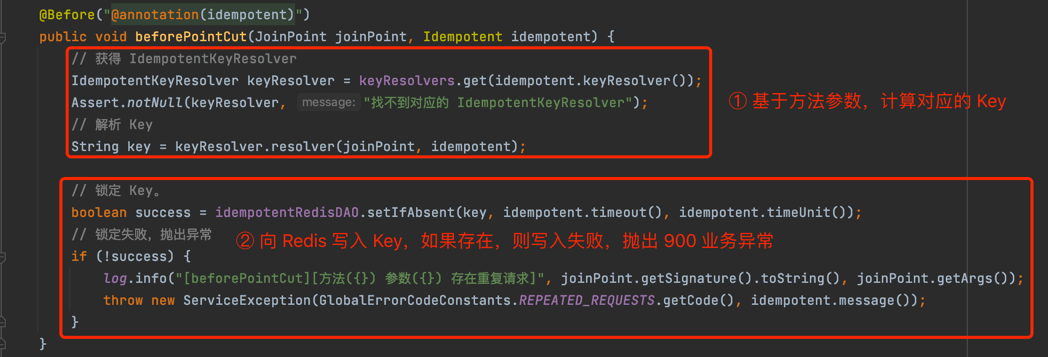 @Before("@annotation(idempotent)")
public void beforePointCut(JoinPoint joinPoint, Idempotent idempotent) {
// 获得 IdempotentKeyResolver
IdempotentKeyResolver keyResolver = keyResolvers.get(idempotent.keyResolver());
Assert.notNull(keyResolver, message: "找不到对应的 IdempotentKeyResolver");
① 基于方法参数，计算对应的 Key
// 解析 Key
String key = keyResolver.resolver(joinPoint, idempotent);
// 锁定 Key。
boolean success = idempotentRedisDAO.setIfAbsent(key, idempotent.timeout(), idempotent.timeUnit());
// 锁定失败，抛出异常
② 向 Redis 写入 Key，如果存在，则写入失败，抛出 900 业务异常
if (!success) {
log.info("[beforePointCut][方法({}) 参数({}) 存在重复请求]", joinPoint.getSignature().toString(), joinPoint.getArgs());
throw new ServiceException(GlobalErrorCodeConstants.REPEATED_REQUESTS.getCode(), idempotent.message());
}
}